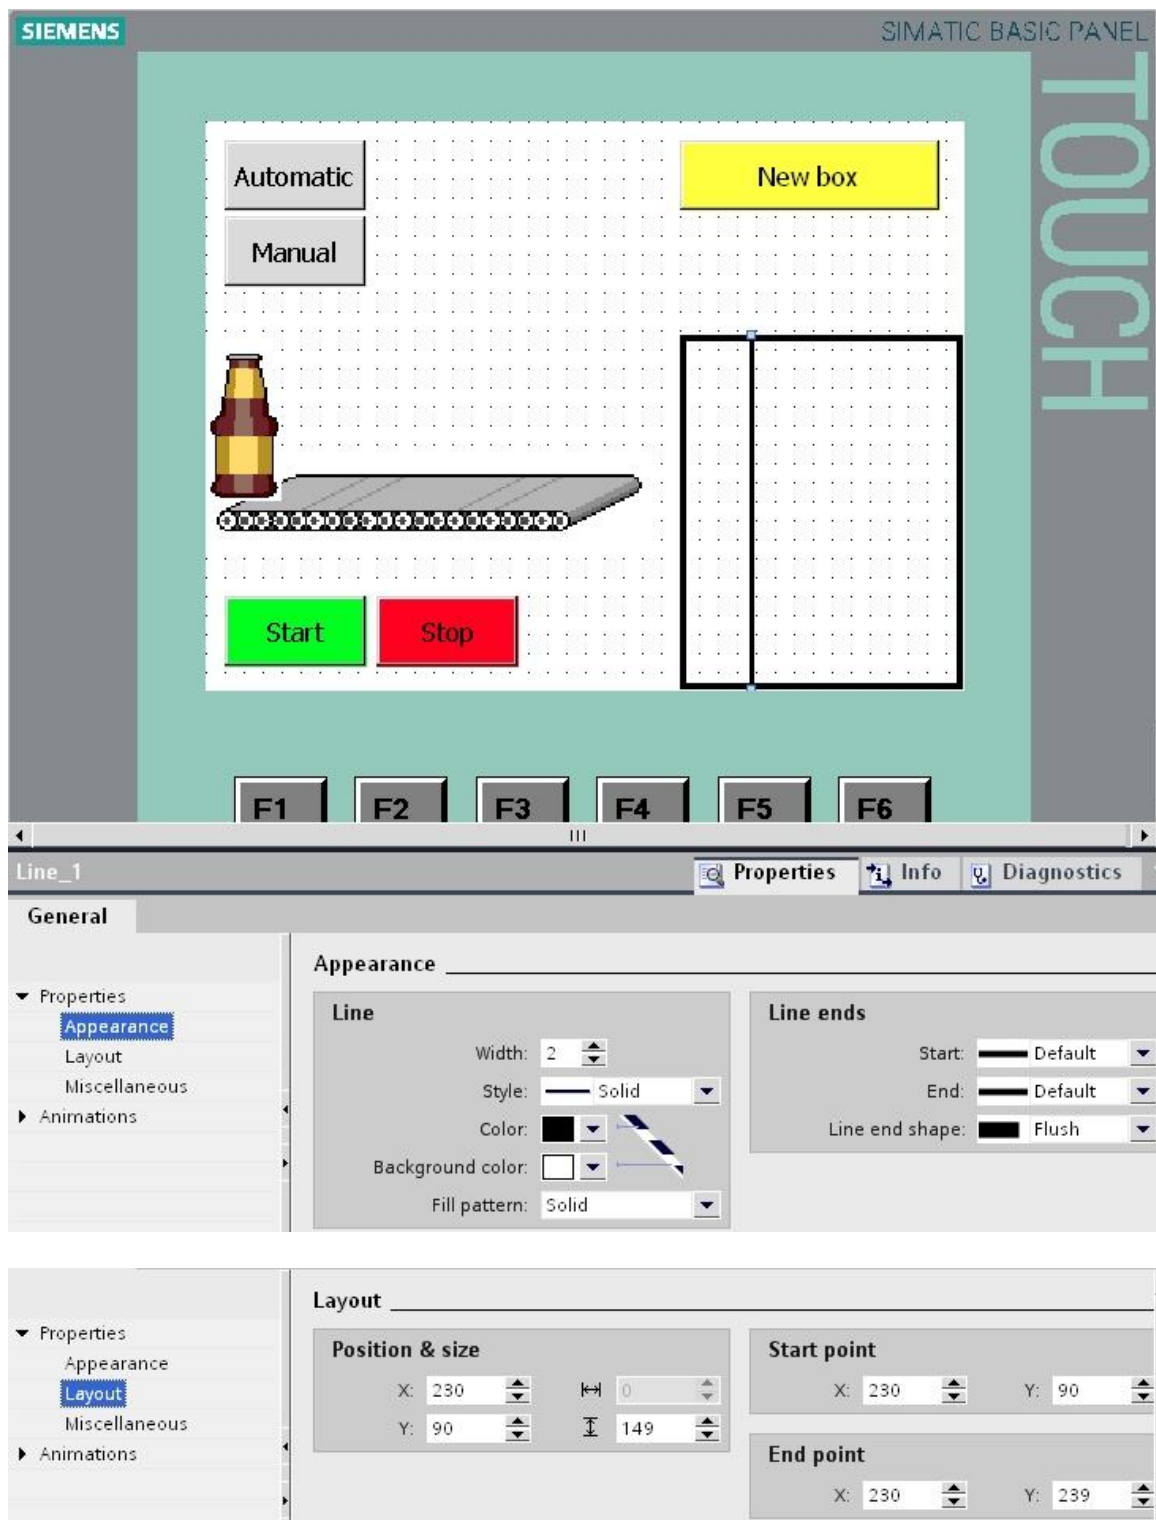 SIEMENS
SIMATIC BASIC PANEL
TOUCH
Automatic
New box
Manual
Start
Stop
F1 F2 F3 F4 F5 F6
Line_1
Properties Info Diagnostics
General
Appearance
Properties
Appearance
Layout
Miscellaneous
Animations
Line
Width: 2
Style: Solid
Color:
Background color:
Fill pattern: Solid
Line ends
Start: Default
End: Default
Line end shape: Flush
Layout
Properties
Appearance
Layout
Miscellaneous
Animations
Position & size
X: 230 0
Y: 90 149
Start point
X: 230 Y: 90
End point
X: 230 Y: 239